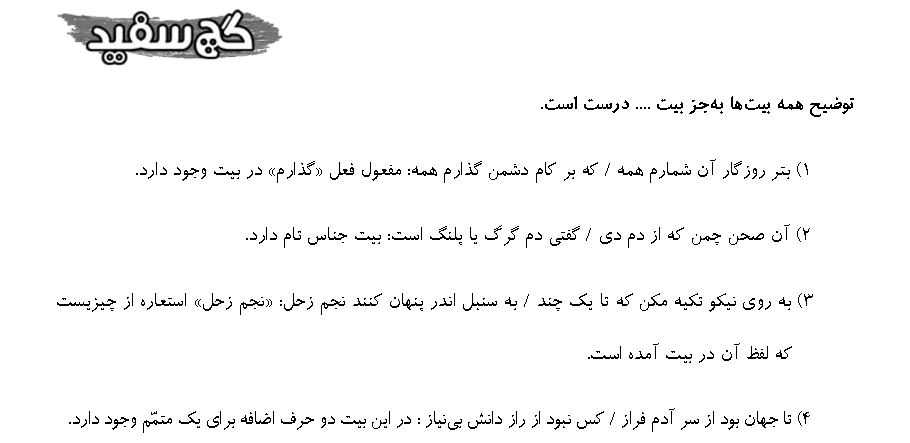 گچ سفید
توضیح همه بیت‌ها به‌جز بیت .... درست است.
۱) بتر روزگار آن شمارم همه / که بر کام دشمن گذارم همه: مفعول فعل «گذارم» در بیت وجود دارد.
۲) آن صحن چمن که از دم دی / گفتی دم گرگ یا پلنگ است: بیت جناس تام دارد.
۳) به روی نیکو تکیه مکن که تا یک چند / به سنبل اندر پنهان کنند نجم زحل: «نجم زحل» استعاره از چیزیست
که لفظ آن در بیت آمده است.
۴) تا جهان بود از سر آدم فراز / کس نبود از راز دانش بی‌نیاز : در این بیت دو حرف اضافه برای یک متمّم وجود دارد.